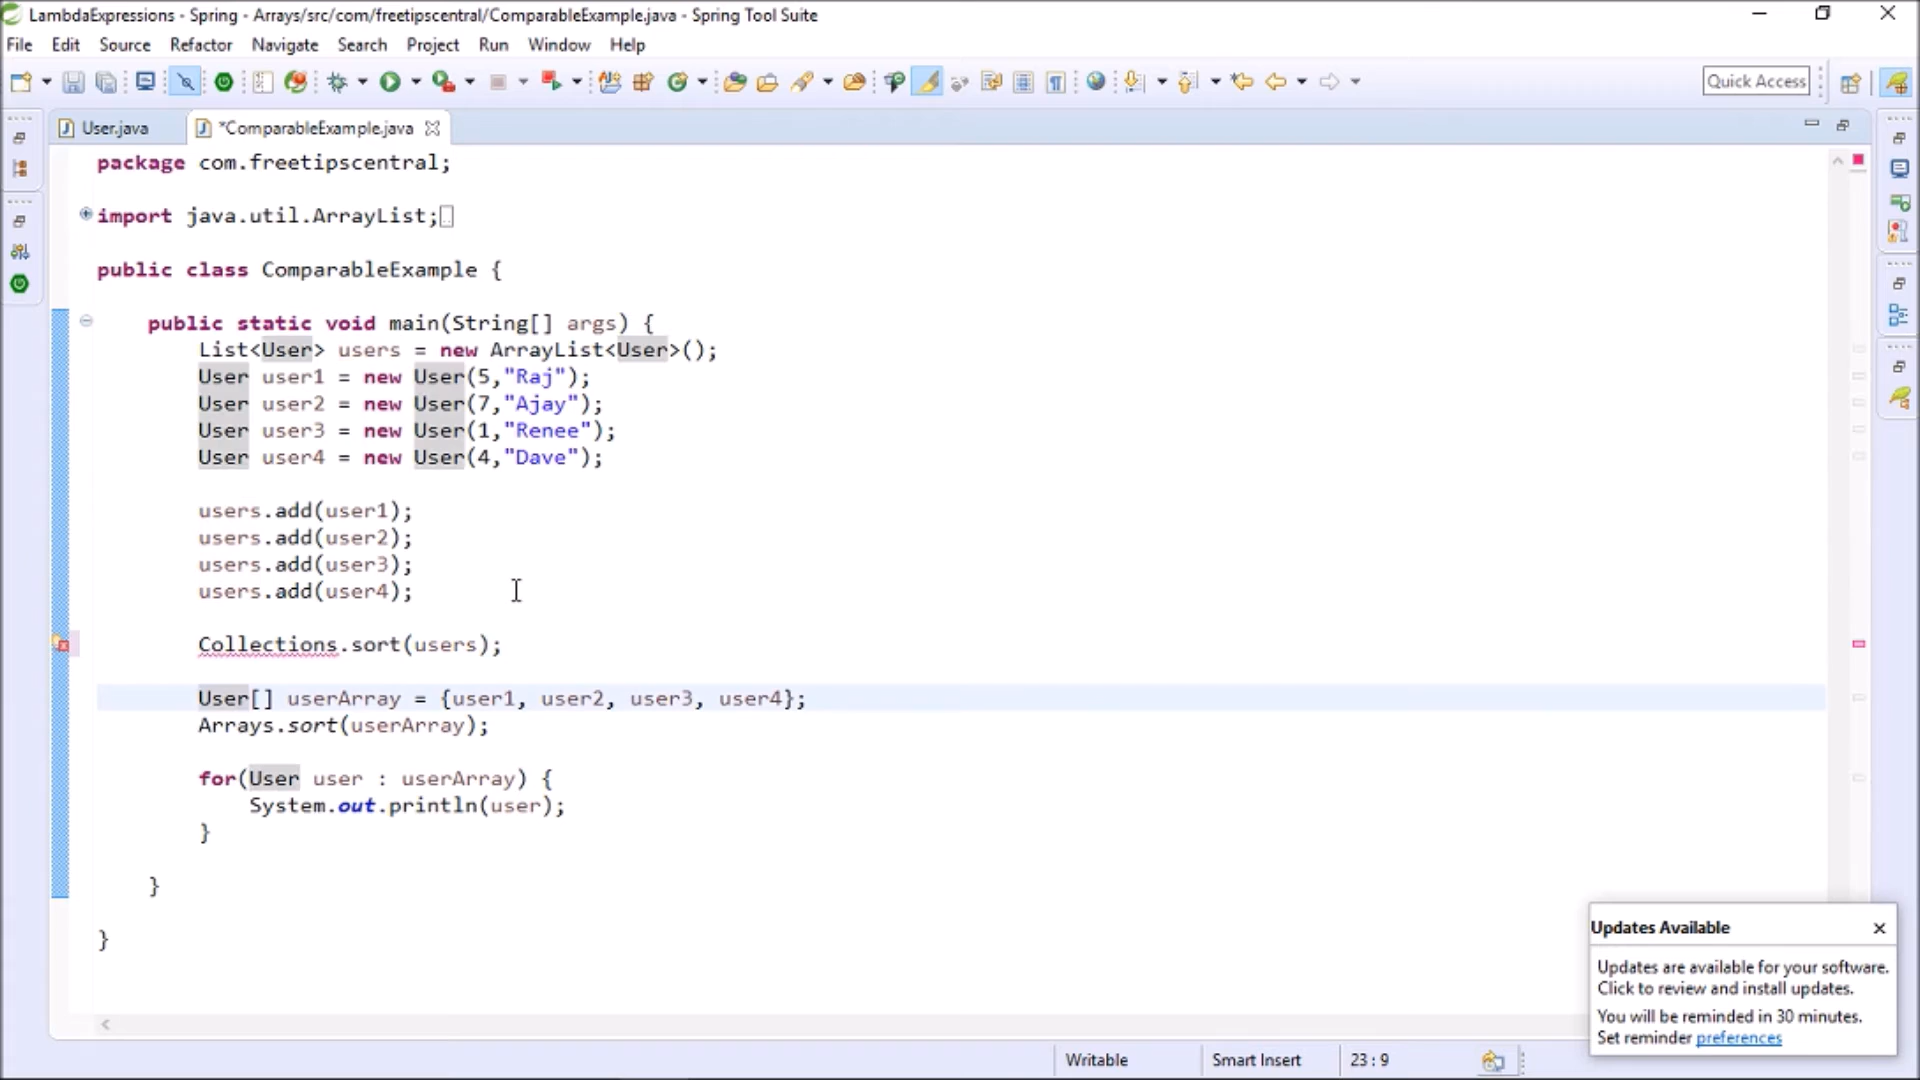 LambdaExpressions - Spring - Arrays/src/com/freetipscentral/ComparableExample.java - Spring Tool Suite
File Edit Source Refactor Navigate Search Project Run Window Help
Quick Access
User.java *ComparableExample.java
package com.freetipscentral;
import java.util.ArrayList;
public class ComparableExample {
public static void main(String[] args) {
List<User> users = new ArrayList<User>();
User user1 = new User(5,"Raj");
User user2 = new User(7,"Ajay");
User user3 = new User(1,"Renee");
User user4 = new User(4,"Dave");
users.add(user1);
users.add(user2);
users.add(user3);
users.add(user4);
Collections.sort(users);
User[] userArray = {user1, user2, user3, user4};
Arrays.sort(userArray);
for(User user : userArray) {
System.out.println(user);
}
}
}
Updates Available
Updates are available for your software.
Click to review and install updates.
You will be reminded in 30 minutes.
Set reminder preferences
Writable Smart Insert 23 : 9